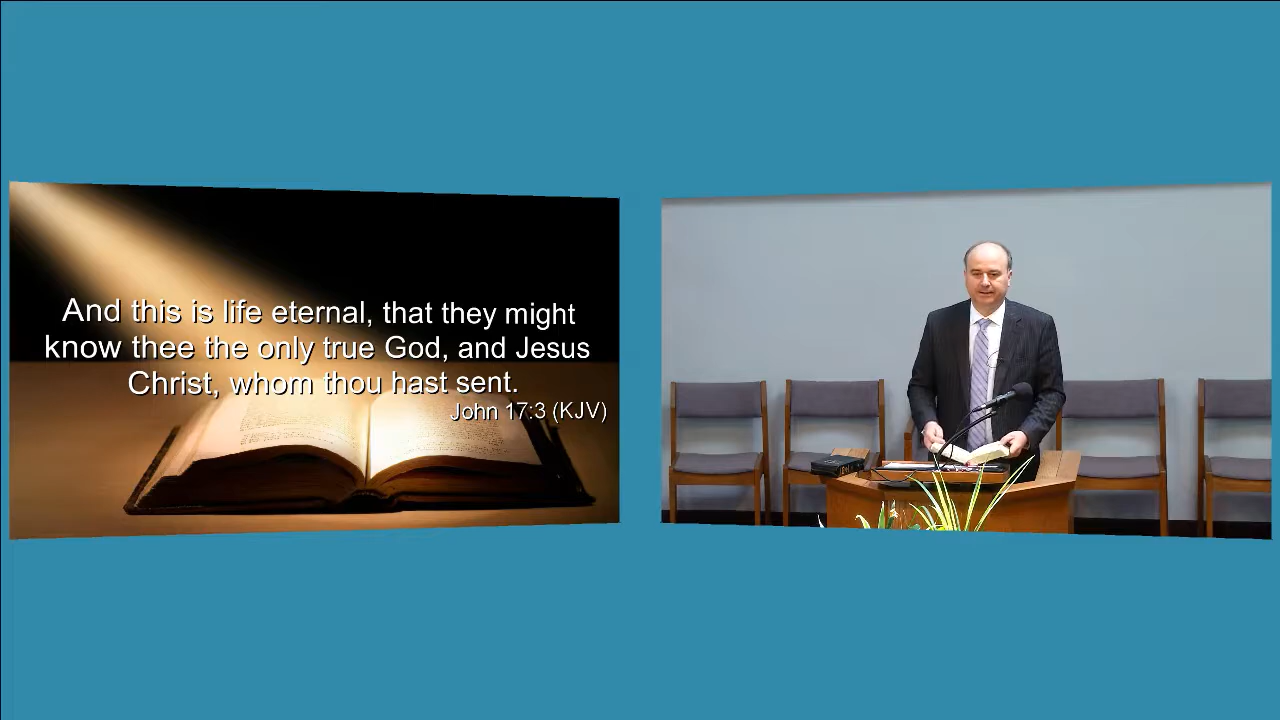 And this is life eternal, that they might
know thee the only true God, and Jesus
Christ, whom thou hast sent.
John 17:3 (KJV)